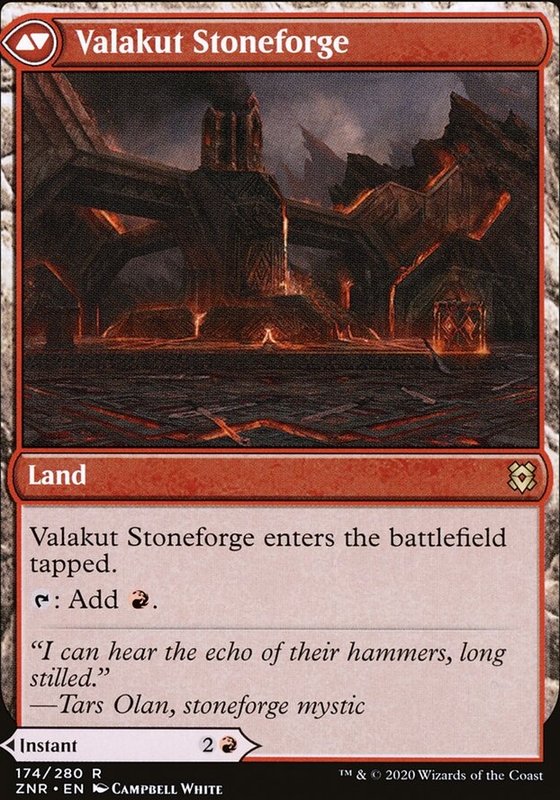 Valakut Stoneforge
Land
Valakut Stoneforge enters the battlefield
tapped.
: Add .
“I can hear the echo of their hammers, long
stilled.”
—Tars Olan, stoneforge mystic
Instant 2
174/280 R
ZNR • EN Campbell White
™ & © 2020 Wizards of the Coast